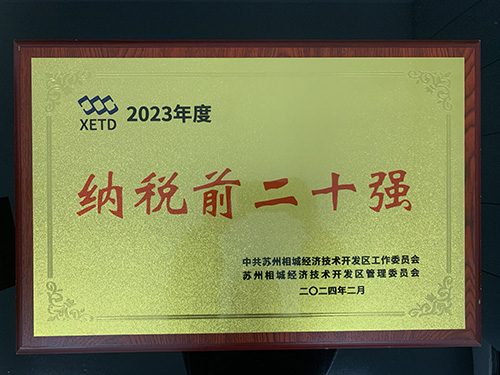 XETD
2023年度
纳税前二十强
中共苏州相城经济技术开发区工作委员会
苏州相城经济技术开发区管理委员会
二〇二四年二月